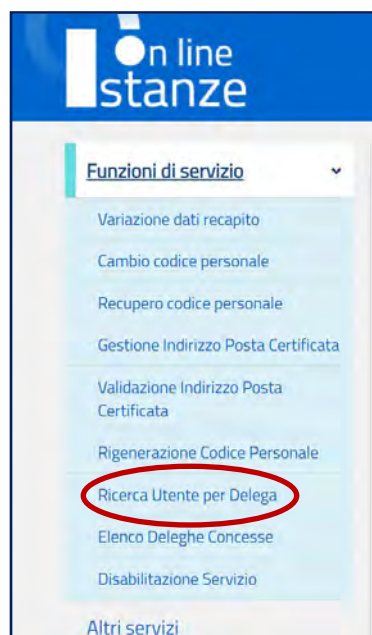 on line
Istanze
Funzioni di servizio
Variazione dati recapito
Cambio codice personale
Recupero codice personale
Gestione Indirizzo Posta Certificata
Validazione Indirizzo Posta
Certificata
Rigenerazione Codice Personale
Ricerca Utente per Delega
Elenco Deleghe Concesse
Disabilitazione Servizio
Altri servizi